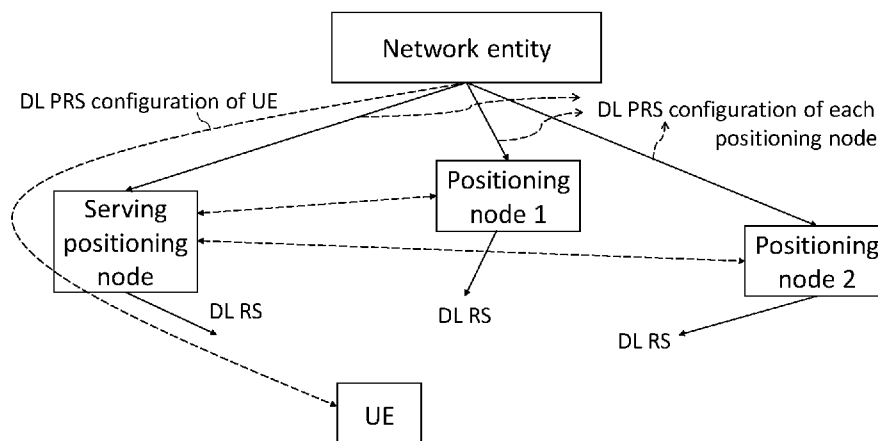 Network entity
DL PRS configuration of UE
DL PRS configuration of each
positioning node
Positioning
node 1
Serving
positioning
node
Positioning
node 2
DL RS
DL RS
DL RS
UE